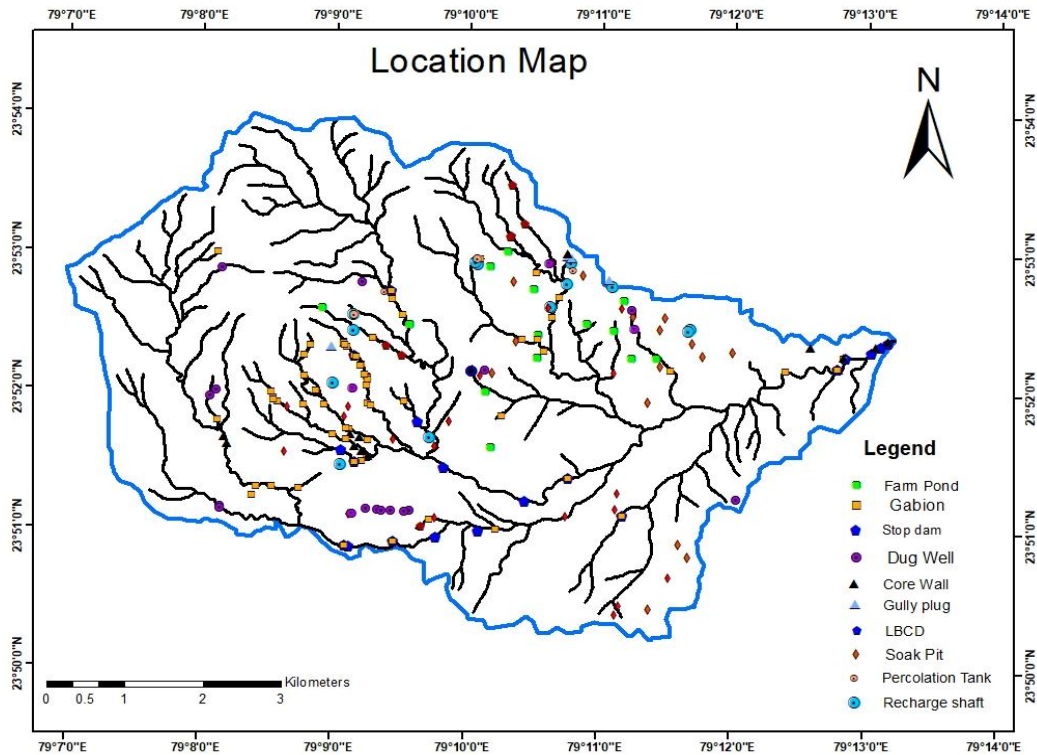 79°7'0"E 79°8'0"E 79°9'0"E 79°10'0"E 79°11'0"E 79°12'0"E 79°13'0"E 79°14'0"E
Location Map
N
23°54'0"N 23°54'0"N
23°53'0"N 23°53'0"N
23°52'0"N 23°52'0"N
23°51'0"N 23°51'0"N
23°50'0"N 23°50'0"N
Legend
Farm Pond
Gabion
Stop dam
Dug Well
Core Wall
Gully plug
LBCD
Soak Pit
Percolation Tank
Recharge shaft
Kilometers
0 0.5 1 2 3
79°7'0"E 79°8'0"E 79°9'0"E 79°10'0"E 79°11'0"E 79°12'0"E 79°13'0"E 79°14'0"E